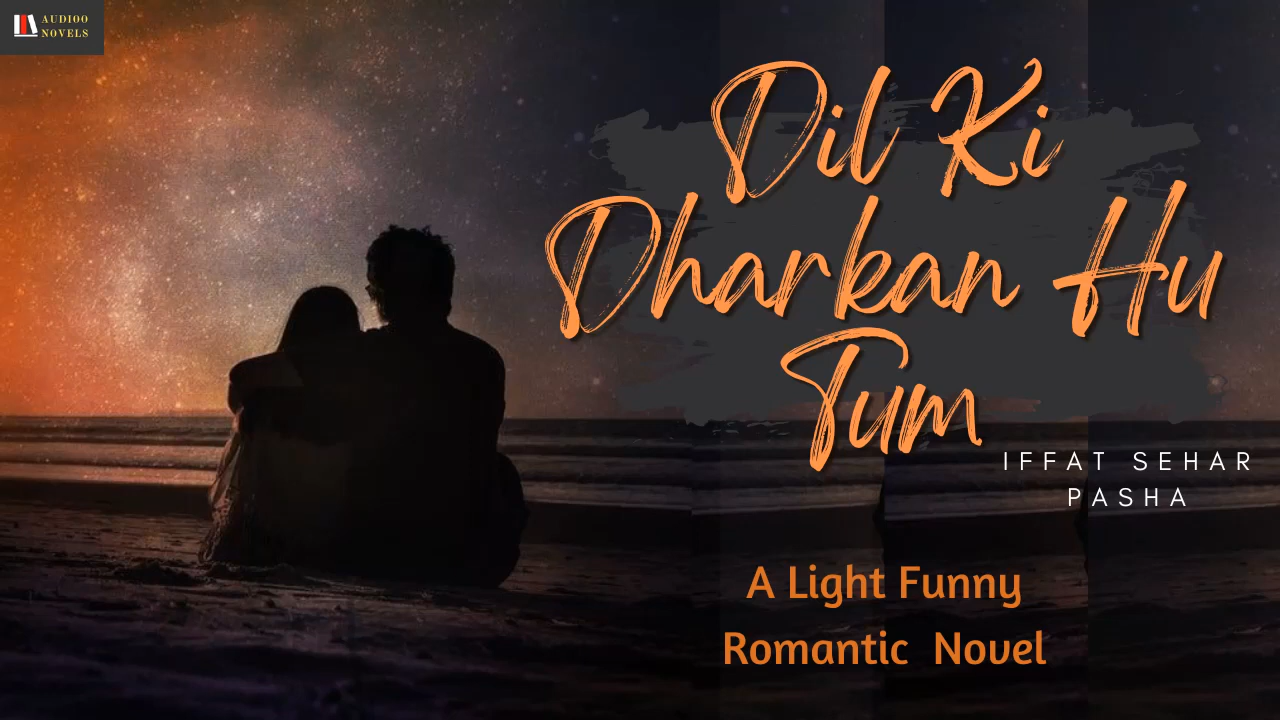 AUDIOO
NOVELS
Dil Ki
Dharkan Hu
Tum
IFFAT SEHAR
PASHA
A Light Funny
Romantic Novel